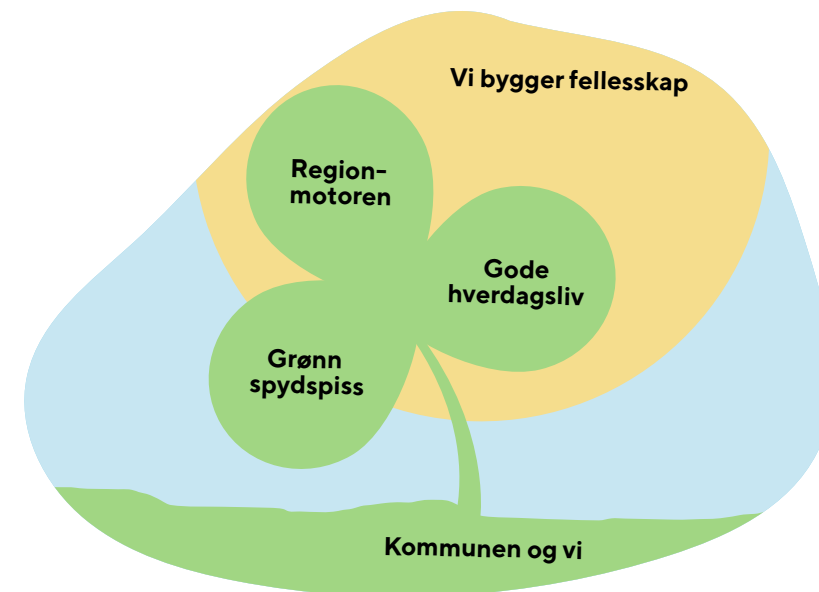 Vi bygger fellesskap
Region-
motoren
Gode
hverdagsliv
Grønn
spydspiss
Kommunen og vi